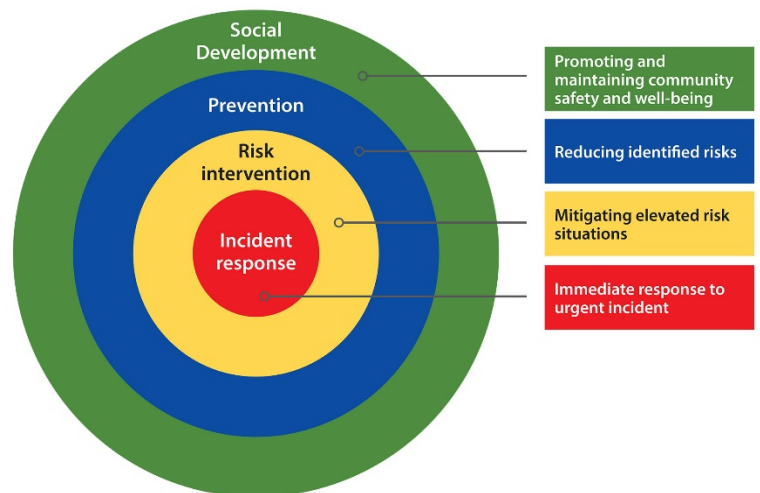 Social
Development
Prevention
Risk
intervention
Incident
response
Promoting and
maintaining community
safety and well-being
Reducing identified risks
Mitigating elevated risk
situations
Immediate response to
urgent incident